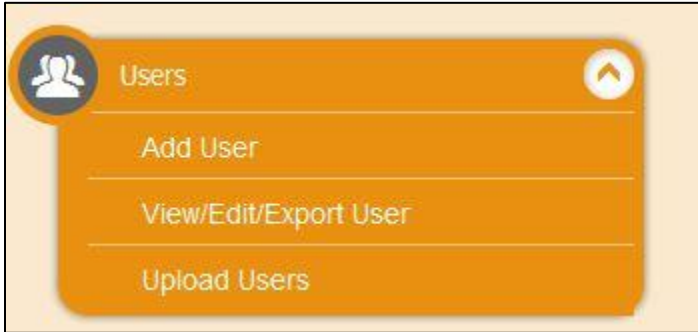 Users
Add User
View/Edit/Export User
Upload Users